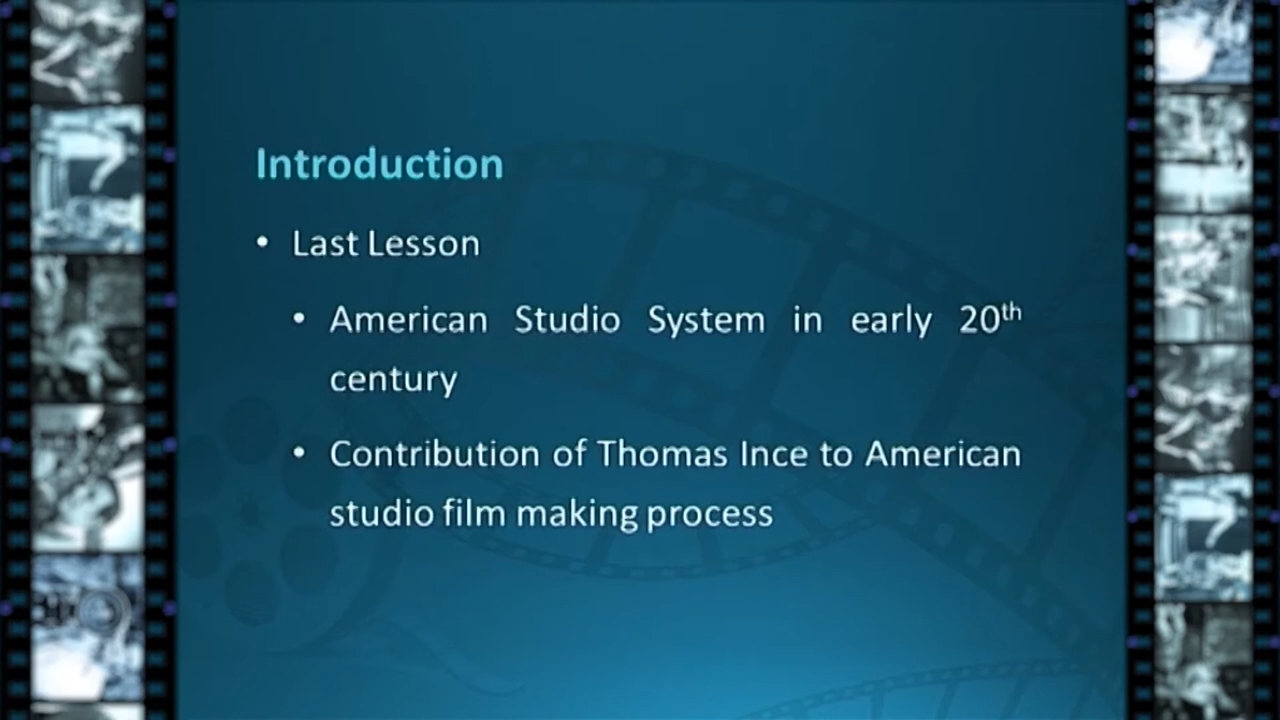 Introduction
• Last Lesson
• American Studio System in early 20th
century
• Contribution of Thomas Ince to American
studio film making process